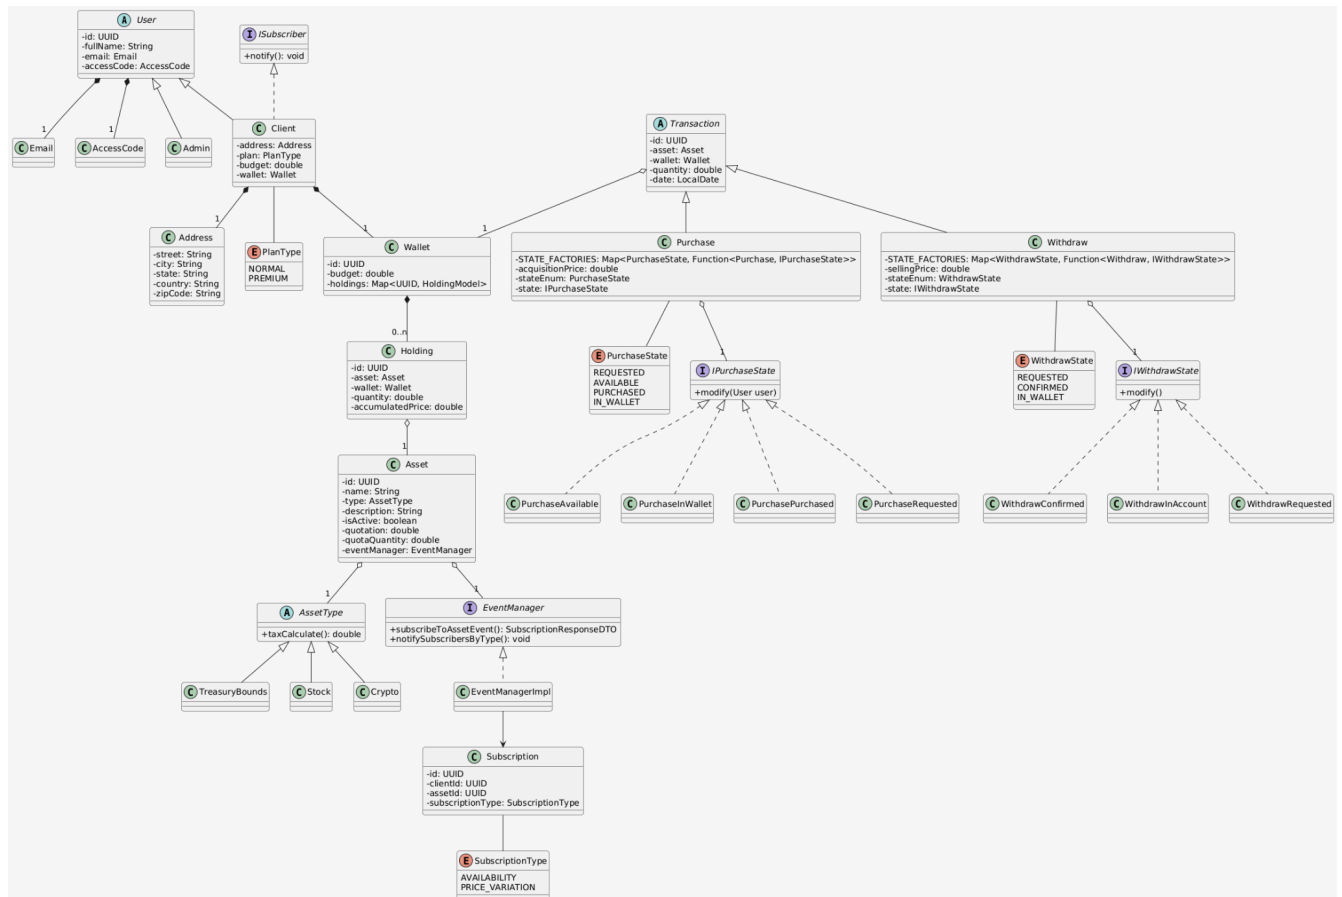 A User
-id: UUID
-fullName: String
-email: Email
-accessCode: AccessCode
I ISubscriber
+notify(): void
1
1
C Email
C AccessCode
C Admin
C Client
-address: Address
-plan: PlanType
-budget: double
-wallet: Wallet
A Transaction
-id: UUID
-asset: Asset
-wallet: Wallet
-quantity: double
-date: LocalDate
1
1
1
C Address
-street: String
-city: String
-state: String
-country: String
-zipCode: String
E PlanType
NORMAL
PREMIUM
C Wallet
-id: UUID
-budget: double
-holdings: Map<UUID, HoldingModel>
C Purchase
-STATE_FACTORIES: Map<PurchaseState, Function<Purchase, IPurchaseState>>
-acquisitionPrice: double
-stateEnum: PurchaseState
-state: IPurchaseState
C Withdraw
-STATE_FACTORIES: Map<WithdrawState, Function<Withdraw, IWithdrawState>>
-sellingPrice: double
-stateEnum: WithdrawState
-state: IWithdrawState
0..n
1
1
C Holding
-id: UUID
-asset: Asset
-wallet: Wallet
-quantity: double
-accumulatedPrice: double
E PurchaseState
REQUESTED
AVAILABLE
PURCHASED
IN_WALLET
I IPurchaseState
+modify(User user)
E WithdrawState
REQUESTED
CONFIRMED
IN_WALLET
I IWithdrawState
+modify()
1
C Asset
-id: UUID
-name: String
-type: AssetType
-description: String
-isActive: boolean
-quotation: double
-quotaQuantity: double
-eventManager: EventManager
C PurchaseAvailable
C PurchaseInWallet
C PurchasePurchased
C PurchaseRequested
C WithdrawConfirmed
C WithdrawInAccount
C WithdrawRequested
1
1
A AssetType
+taxCalculate(): double
I EventManager
+subscribeToAssetEvent(): SubscriptionResponseDTO
+notifySubscribersByType(): void
C TreasuryBounds
C Stock
C Crypto
C EventManagerImpl
C Subscription
-id: UUID
-clientId: UUID
-assetId: UUID
-subscriptionType: SubscriptionType
E SubscriptionType
AVAILABILITY
PRICE_VARIATION